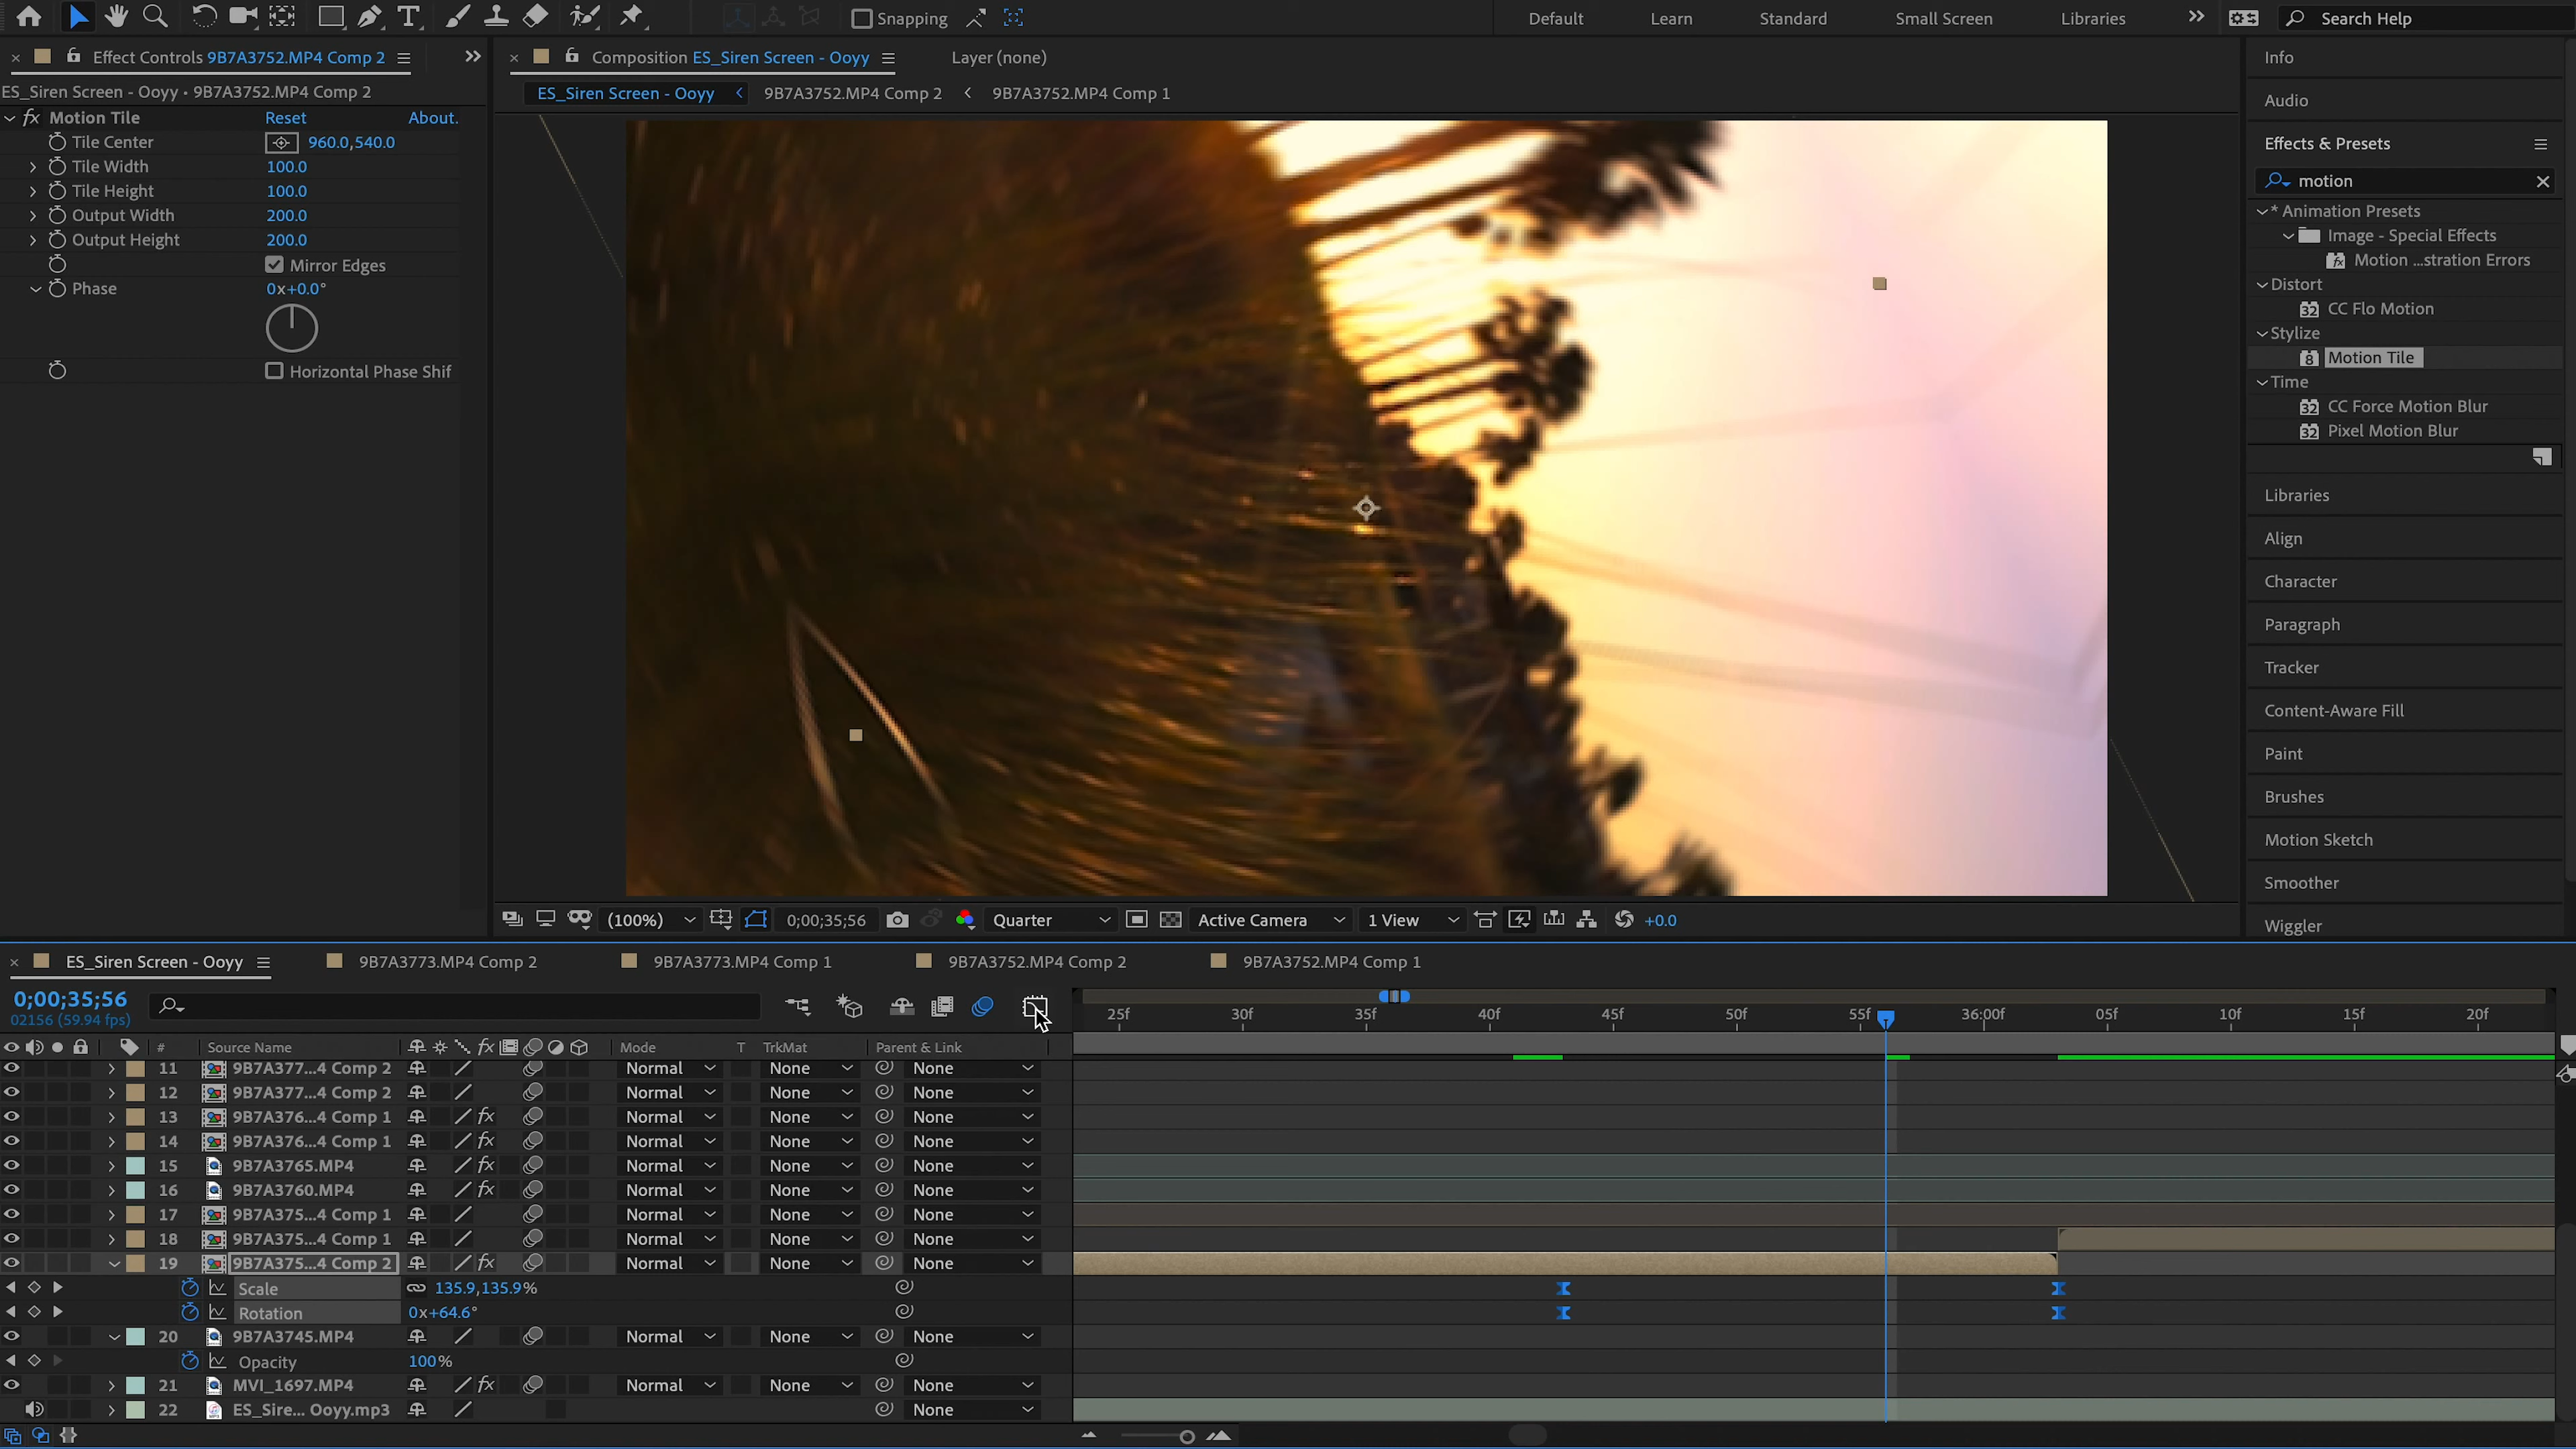 Snapping
Default
Learn
Standard
Small Screen
Libraries
Search Help
Effect Controls 9B7A3752.MP4 Comp 2
Composition ES_Siren Screen - Ooyy
Layer (none)
Info
ES_Siren Screen - Ooyy • 9B7A3752.MP4 Comp 2
ES_Siren Screen - Ooyy
9B7A3752.MP4 Comp 2
9B7A3752.MP4 Comp 1
Audio
fx Motion Tile Reset About.
Tile Center 960.0,540.0
Tile Width 100.0
Tile Height 100.0
Output Width 200.0
Output Height 200.0
Mirror Edges
Phase 0x+0.0°
Horizontal Phase Shif
Effects & Presets
motion
* Animation Presets
Image - Special Effects
Motion ...stration Errors
Distort
32 CC Flo Motion
Stylize
8 Motion Tile
Time
32 CC Force Motion Blur
32 Pixel Motion Blur
Libraries
Align
Character
Paragraph
Tracker
Content-Aware Fill
Paint
Brushes
Motion Sketch
Smoother
Wiggler
(100%) 0;00;35;56 Quarter Active Camera 1 View +0.0
ES_Siren Screen - Ooyy 9B7A3773.MP4 Comp 2 9B7A3773.MP4 Comp 1 9B7A3752.MP4 Comp 2 9B7A3752.MP4 Comp 1
0;00;35;56
02156 (59.94 fps)
25f 30f 35f 40f 45f 50f 55f 36:00f 05f 10f 15f 20f
# Source Name fx Mode T TrkMat Parent & Link
11 9B7A377...4 Comp 2 Normal None None
12 9B7A377...4 Comp 2 Normal None None
13 9B7A376...4 Comp 1 fx Normal None None
14 9B7A376...4 Comp 1 fx Normal None None
15 9B7A3765.MP4 fx Normal None None
16 9B7A3760.MP4 fx Normal None None
17 9B7A375...4 Comp 1 Normal None None
18 9B7A375...4 Comp 1 Normal None None
19 9B7A375...4 Comp 2 fx Normal None None
Scale 135.9,135.9%
Rotation 0x+64.6°
20 9B7A3745.MP4 Normal None None
Opacity 100%
21 MVI_1697.MP4 fx Normal None None
22 ES_Sire... Ooyy.mp3 None